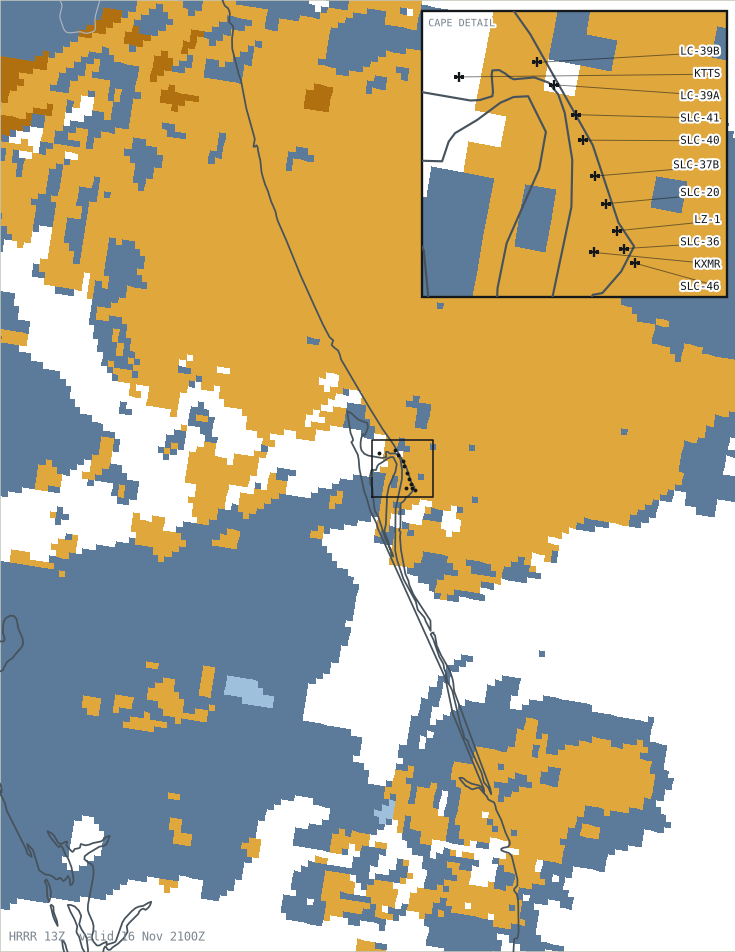 CAPE DETAIL
LC-39B
KTTS
LC-39A
SLC-41
SLC-40
SLC-37B
SLC-20
LZ-1
SLC-36
KXMR
SLC-46
HRRR 13Z valid 16 Nov 2100Z